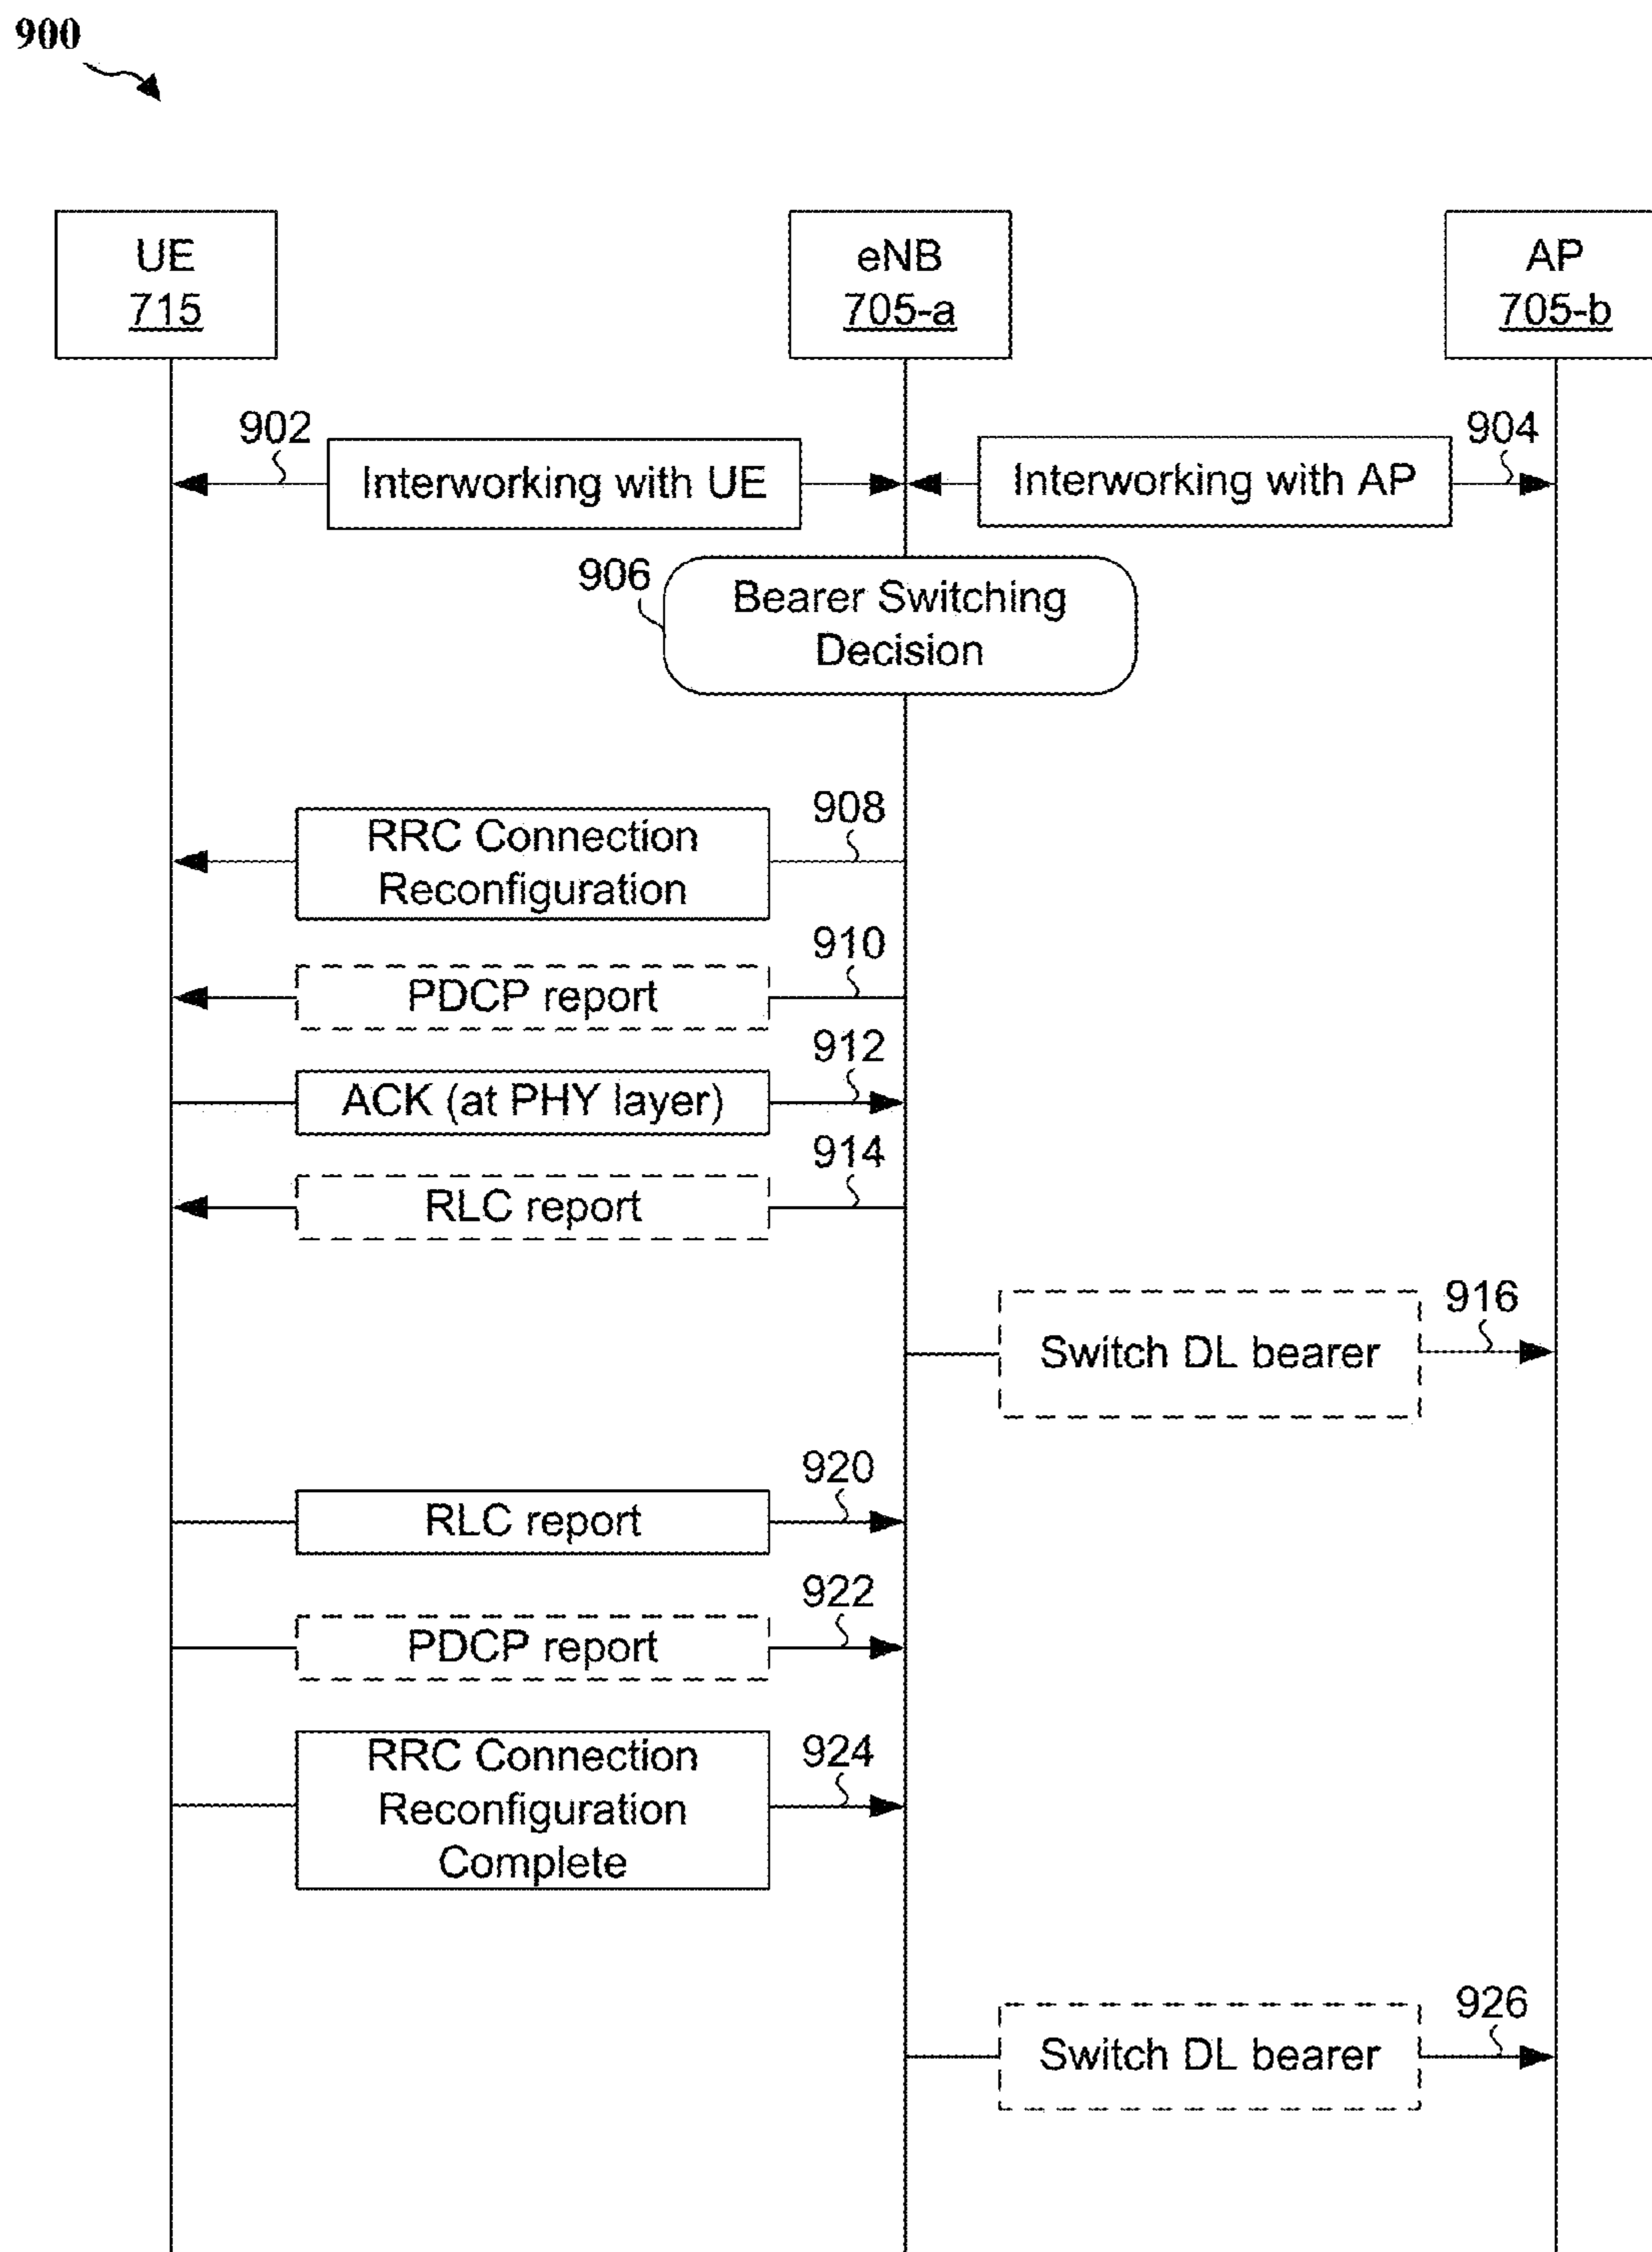 900
UE
715
eNB
705-a
AP
705-b
902
Interworking with UE
904
Interworking with AP
906
Bearer Switching
Decision
908
RRC Connection
Reconfiguration
910
PDCP report
912
ACK (at PHY layer)
914
RLC report
916
Switch DL bearer
920
RLC report
922
PDCP report
924
RRC Connection
Reconfiguration
Complete
926
Switch DL bearer